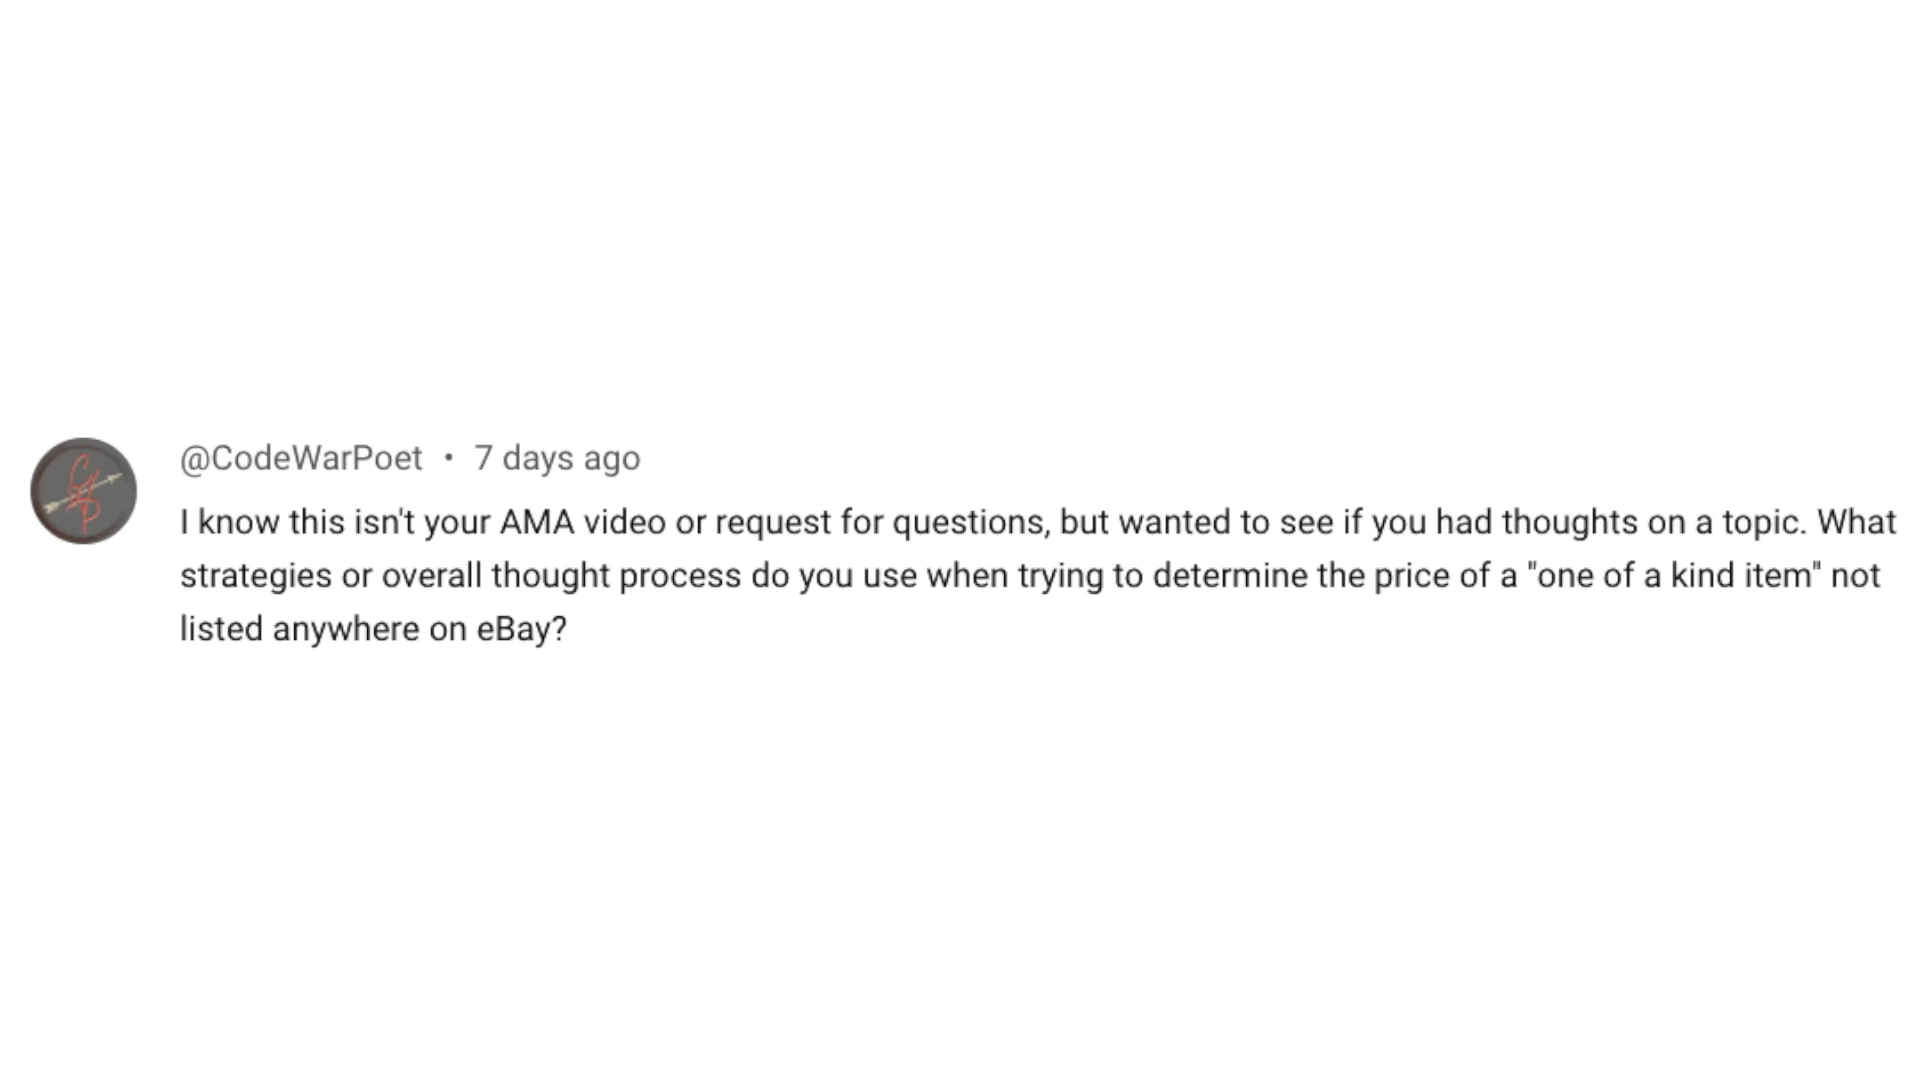 @CodeWarPoet • 7 days ago
I know this isn't your AMA video or request for questions, but wanted to see if you had thoughts on a topic. What
strategies or overall thought process do you use when trying to determine the price of a "one of a kind item" not
listed anywhere on eBay?